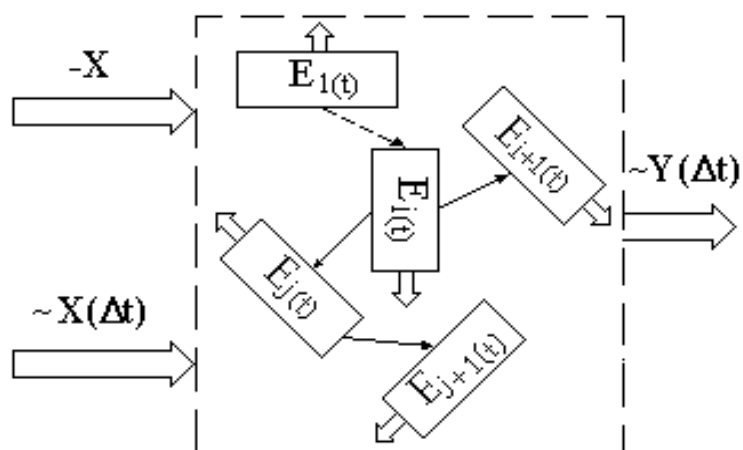 -X
E1(t)
Ei+1(t)
~Y(Δt)
Ei(t)
Ej(t)
~X(Δt)
Ej+1(t)